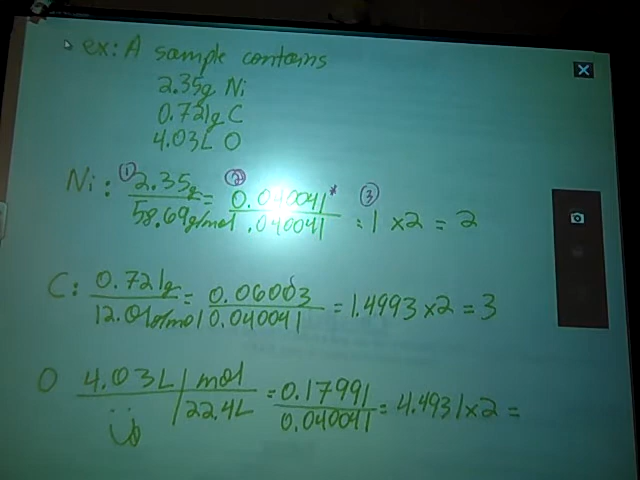 ex: A sample contains
2.35g Ni
0.721g C
4.03L O
① ② ③
Ni: 2.35g = 0.040041* = 1 x2 = 2
58.69g/mol .040041
C: 0.721g = 0.06003 = 1.4993 x2 = 3
12.01g/mol 0.040041
O 4.03L | mol = 0.17991 = 4.4931 x2 =
| 22.4L 0.040041